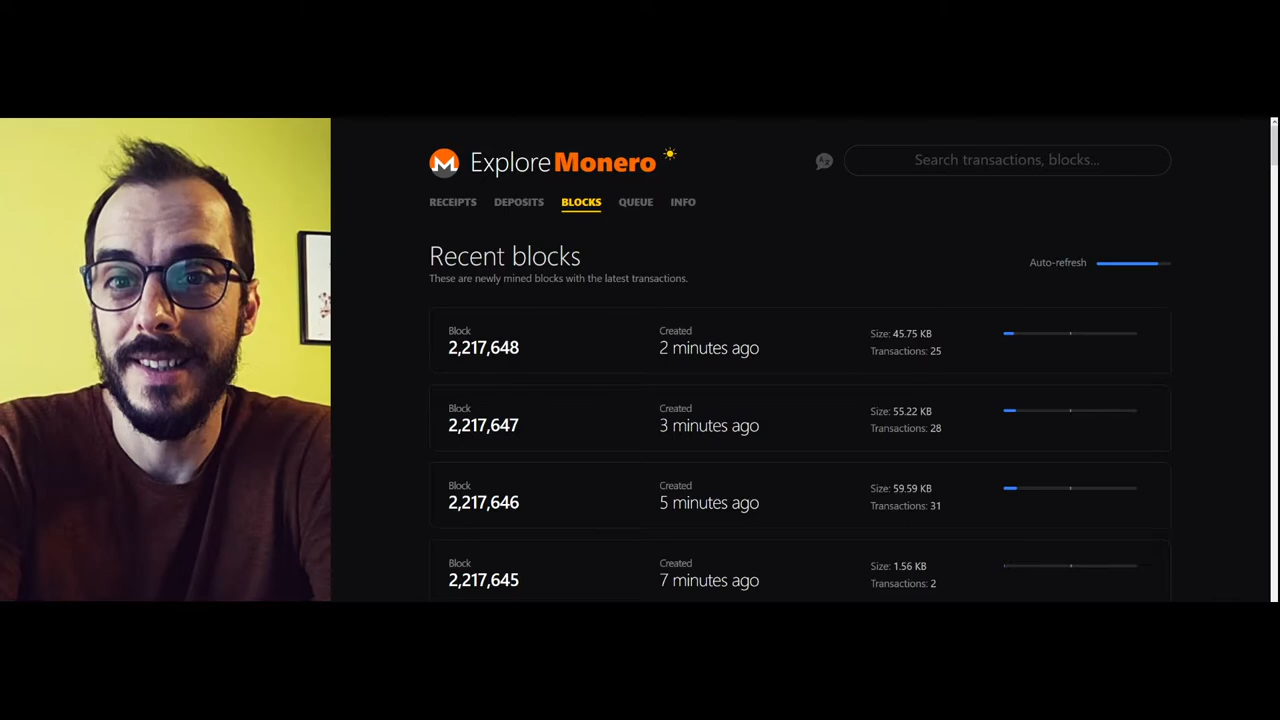 ExploreMonero
Search transactions, blocks...
RECEIPTS DEPOSITS BLOCKS QUEUE INFO
Recent blocks
These are newly mined blocks with the latest transactions.
Auto-refresh
Block
2,217,648
Created
2 minutes ago
Size: 45.75 KB
Transactions: 25
Block
2,217,647
Created
3 minutes ago
Size: 55.22 KB
Transactions: 28
Block
2,217,646
Created
5 minutes ago
Size: 59.59 KB
Transactions: 31
Block
2,217,645
Created
7 minutes ago
Size: 1.56 KB
Transactions: 2